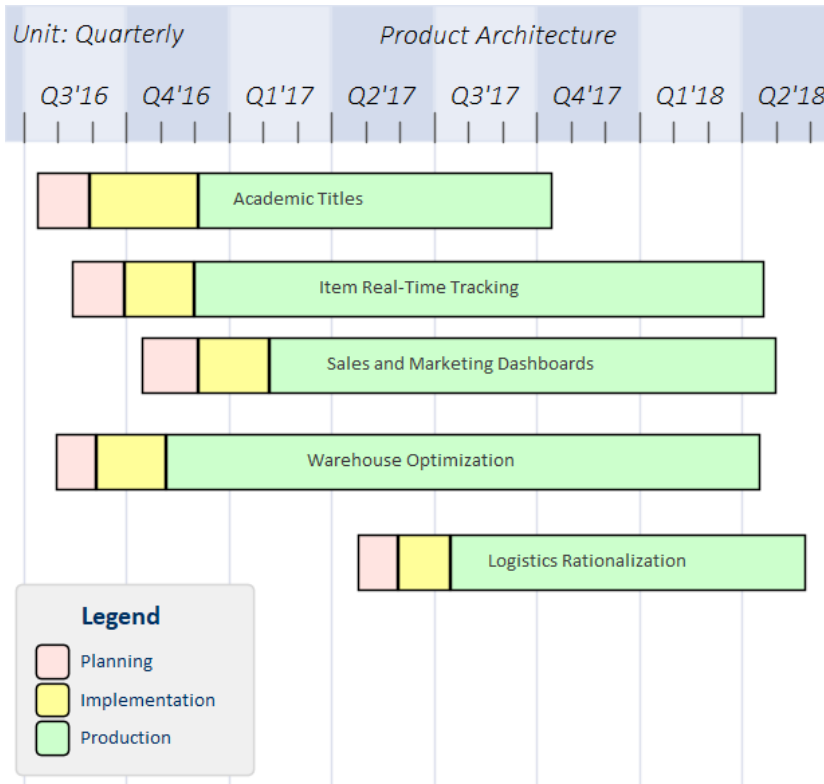 Unit: Quarterly
Product Architecture
Q3'16 Q4'16 Q1'17 Q2'17 Q3'17 Q4'17 Q1'18 Q2'18
Academic Titles
Item Real-Time Tracking
Sales and Marketing Dashboards
Warehouse Optimization
Logistics Rationalization
Legend
Planning
Implementation
Production